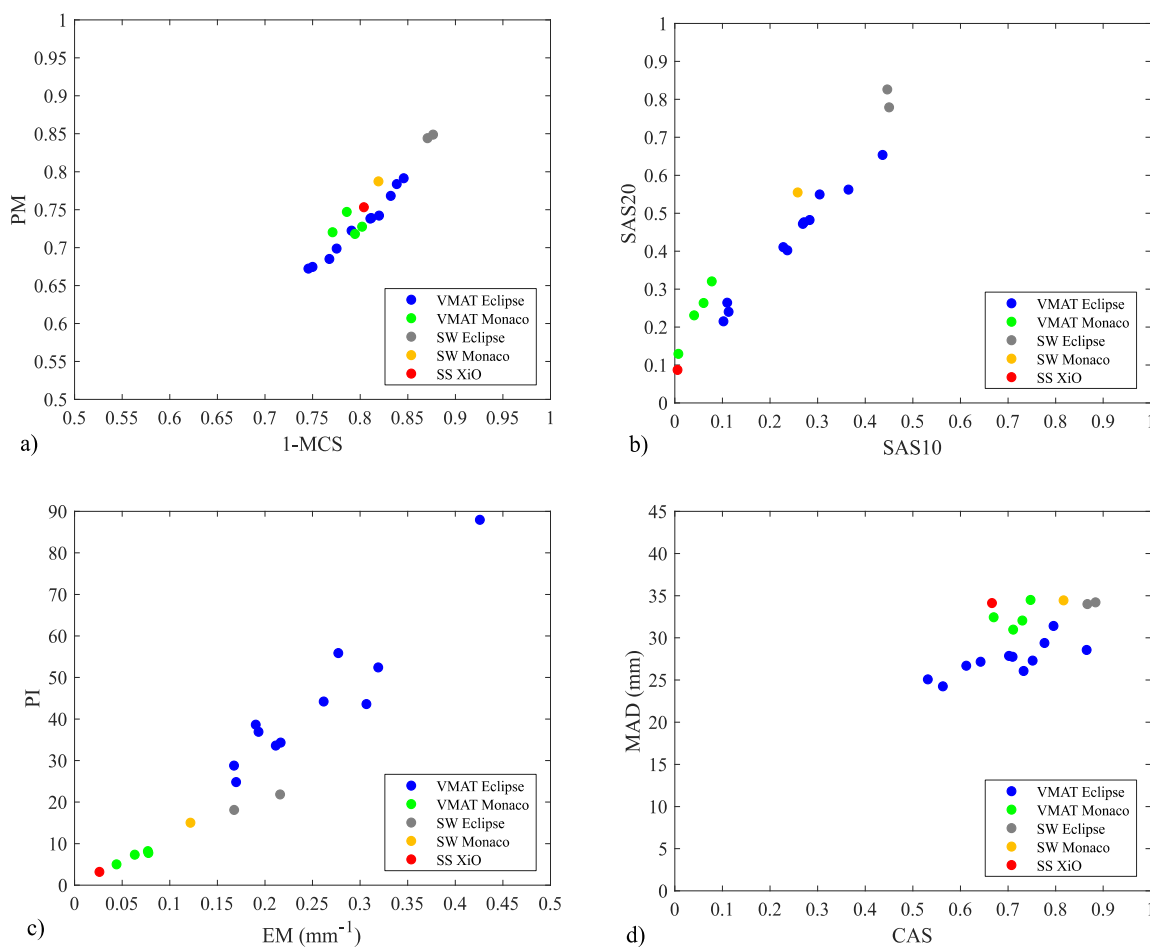 1
0.95
0.9
0.85
0.8
0.75
0.7
0.65
0.6
0.55
0.5
PM
0.5 0.55 0.6 0.65 0.7 0.75 0.8 0.85 0.9 0.95 1
1-MCS
VMAT Eclipse
VMAT Monaco
SW Eclipse
SW Monaco
SS XiO
a)
1
0.9
0.8
0.7
0.6
0.5
0.4
0.3
0.2
0.1
0
SAS20
0 0.1 0.2 0.3 0.4 0.5 0.6 0.7 0.8 0.9 1
SAS10
VMAT Eclipse
VMAT Monaco
SW Eclipse
SW Monaco
SS XiO
b)
90
80
70
60
50
40
30
20
10
0
PI
0 0.05 0.1 0.15 0.2 0.25 0.3 0.35 0.4 0.45 0.5
EM (mm⁻¹)
VMAT Eclipse
VMAT Monaco
SW Eclipse
SW Monaco
SS XiO
c)
45
40
35
30
25
20
15
10
5
0
MAD (mm)
0 0.1 0.2 0.3 0.4 0.5 0.6 0.7 0.8 0.9 1
CAS
VMAT Eclipse
VMAT Monaco
SW Eclipse
SW Monaco
SS XiO
d)